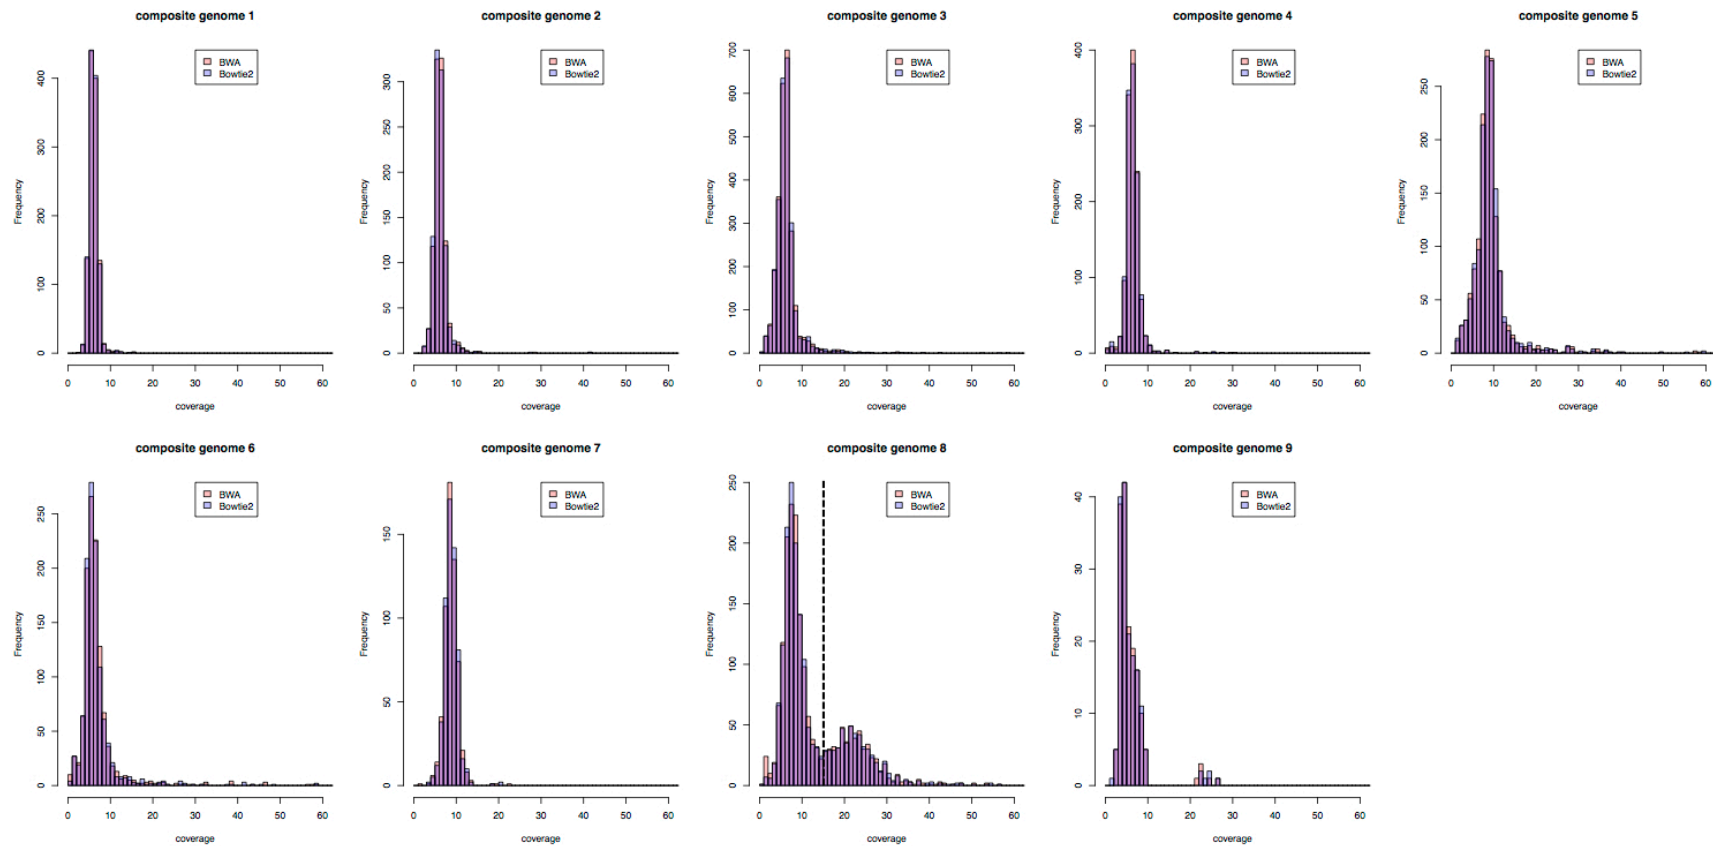 composite genome 1
BWA
Bowtie2
Frequency
0 100 200 300 400
0 10 20 30 40 50 60
coverage
composite genome 2
BWA
Bowtie2
Frequency
0 50 100 150 200 250 300
0 10 20 30 40 50 60
coverage
composite genome 3
BWA
Bowtie2
Frequency
0 100 200 300 400 500 600 700
0 10 20 30 40 50 60
coverage
composite genome 4
BWA
Bowtie2
Frequency
0 100 200 300 400
0 10 20 30 40 50 60
coverage
composite genome 5
BWA
Bowtie2
Frequency
0 50 100 150 200 250
0 10 20 30 40 50 60
coverage
composite genome 6
BWA
Bowtie2
Frequency
0 50 100 150 200 250
0 10 20 30 40 50 60
coverage
composite genome 7
BWA
Bowtie2
Frequency
0 50 100 150
0 10 20 30 40 50 60
coverage
composite genome 8
BWA
Bowtie2
Frequency
0 50 100 150 200 250
0 10 20 30 40 50 60
coverage
composite genome 9
BWA
Bowtie2
Frequency
0 10 20 30 40
0 10 20 30 40 50 60
coverage